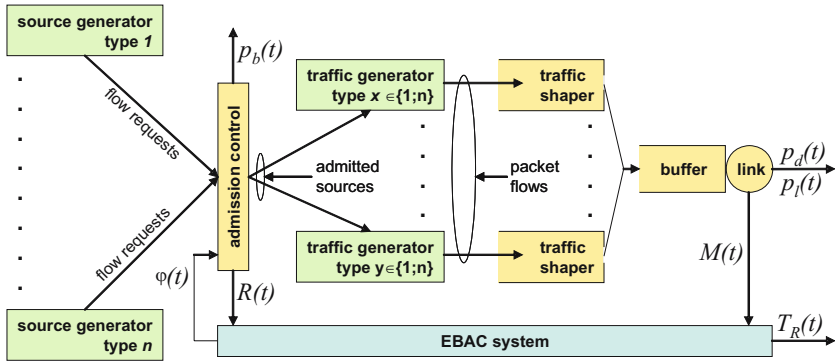 source generator
type 1
p_b(t)
flow requests
admission control
traffic generator
type x ∈{1;n}
traffic
shaper
admitted
sources
packet
flows
buffer
link
p_d(t)
p_l(t)
flow requests
traffic generator
type y∈{1;n}
traffic
shaper
φ(t)
R(t)
M(t)
source generator
type n
EBAC system
T_R(t)